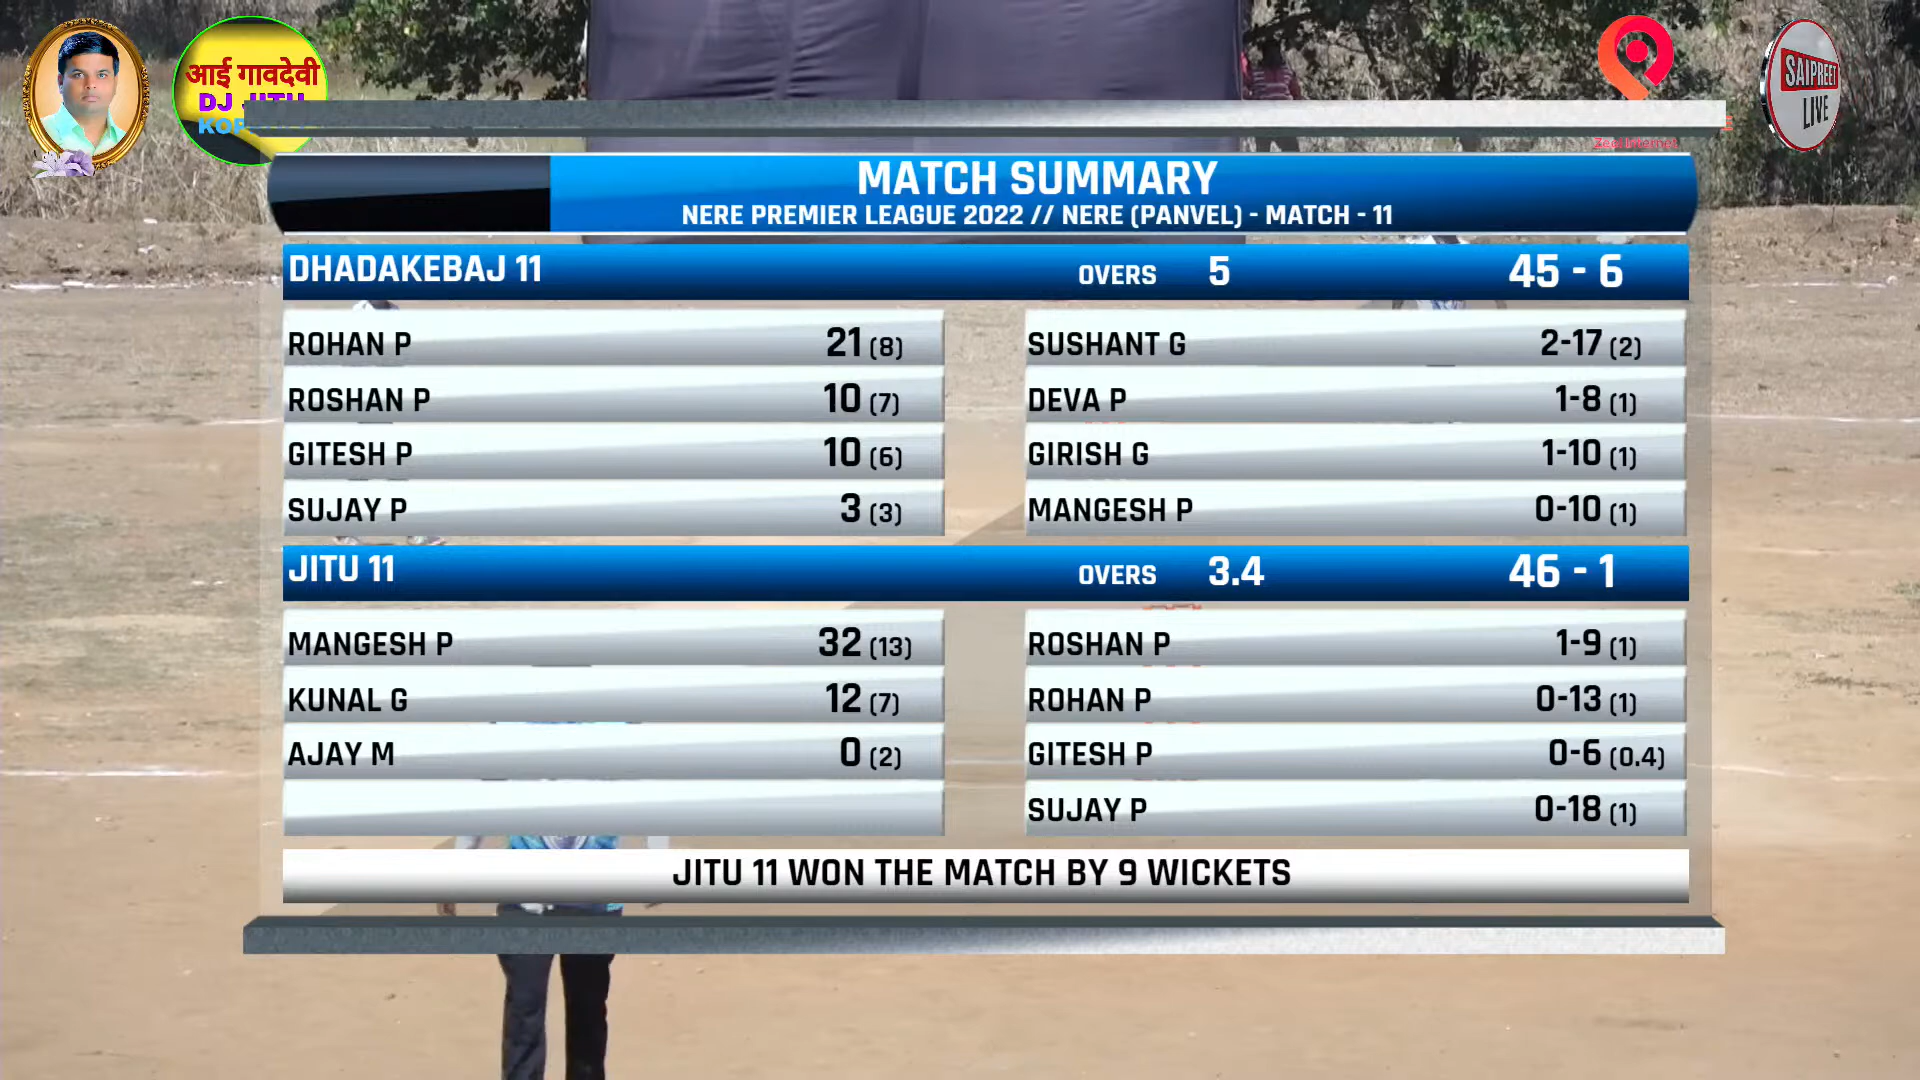 आई गावदेवी
DJ JITU
SAIPREET
LIVE
Zeal Internet
MATCH SUMMARY
NERE PREMIER LEAGUE 2022 // NERE (PANVEL) - MATCH - 11
DHADAKEBAJ 11 OVERS 5 45 - 6
ROHAN P 21 (8) SUSHANT G 2-17 (2)
ROSHAN P 10 (7) DEVA P 1-8 (1)
GITESH P 10 (6) GIRISH G 1-10 (1)
SUJAY P 3 (3) MANGESH P 0-10 (1)
JITU 11 OVERS 3.4 46 - 1
MANGESH P 32 (13) ROSHAN P 1-9 (1)
KUNAL G 12 (7) ROHAN P 0-13 (1)
AJAY M 0 (2) GITESH P 0-6 (0.4)
SUJAY P 0-18 (1)
JITU 11 WON THE MATCH BY 9 WICKETS